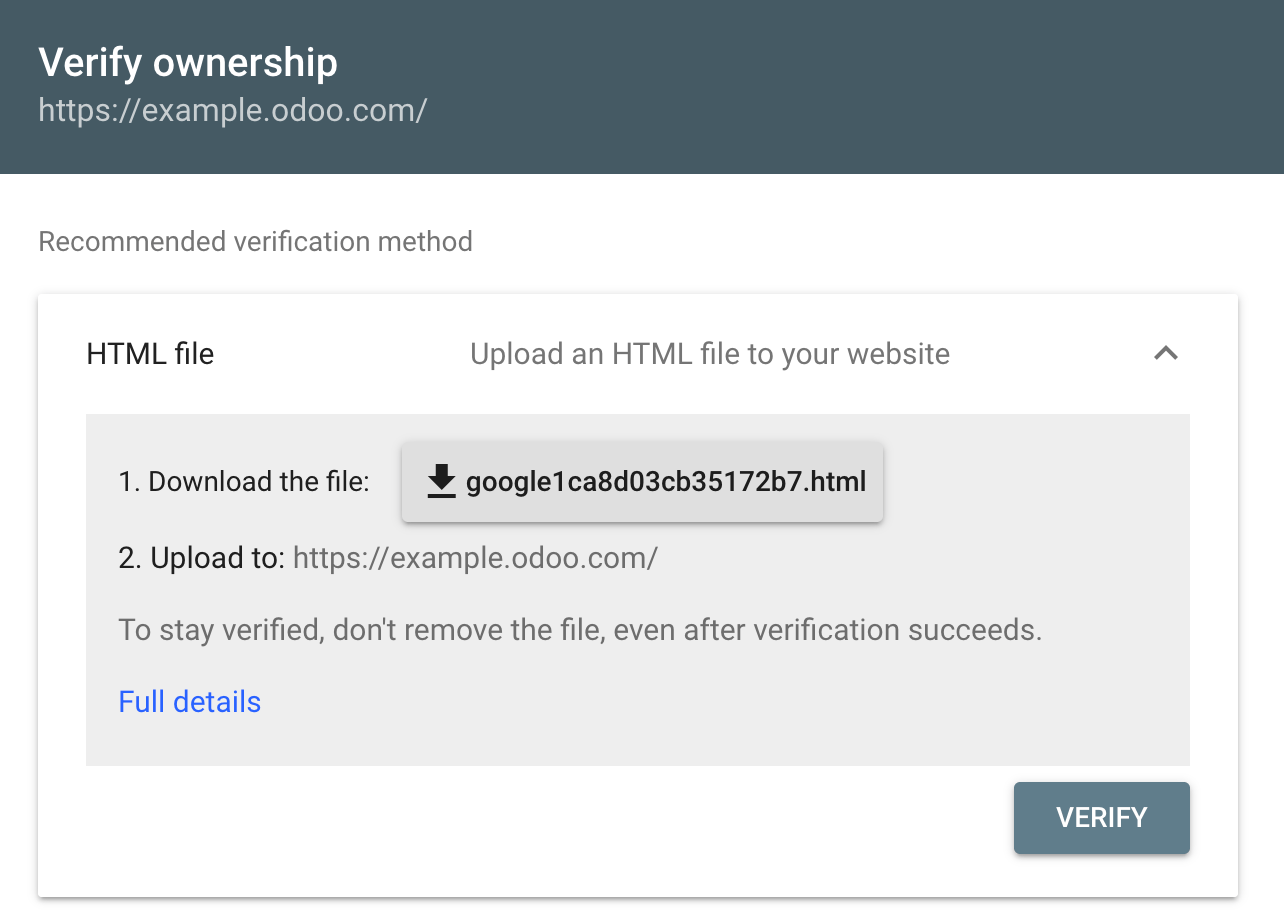 Verify ownership
https://example.odoo.com/
Recommended verification method
HTML file Upload an HTML file to your website
1. Download the file: google1ca8d03cb35172b7.html
2. Upload to: https://example.odoo.com/
To stay verified, don't remove the file, even after verification succeeds.
Full details
VERIFY